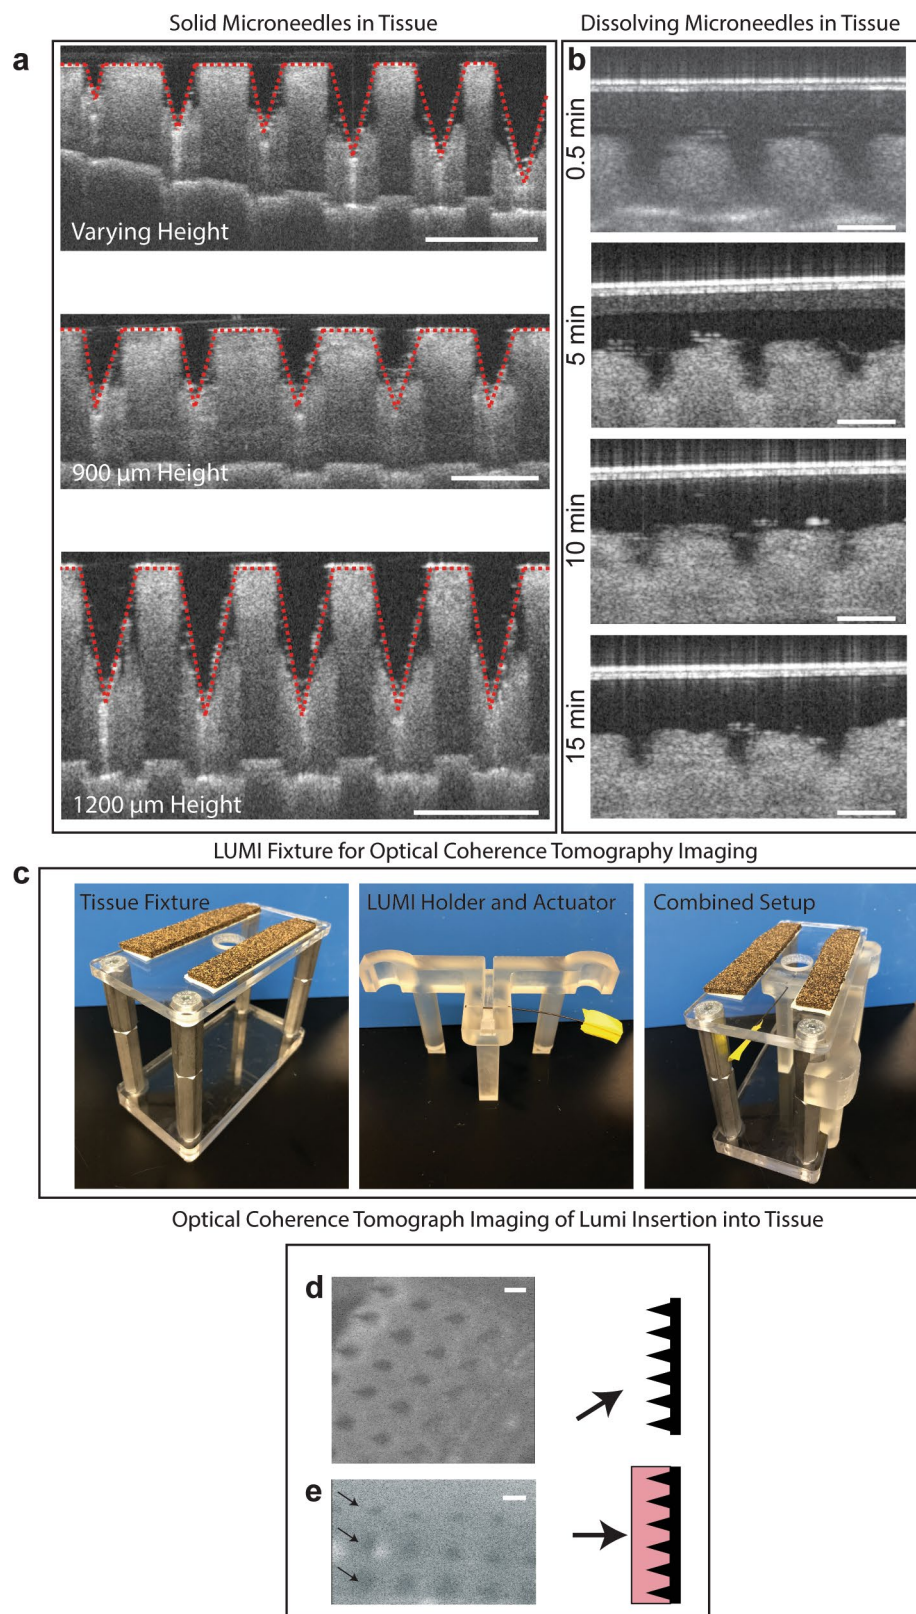 Solid Microneedles in Tissue
Dissolving Microneedles in Tissue
a
Varying Height
900 µm Height
1200 µm Height
b
0.5 min
5 min
10 min
15 min
LUMI Fixture for Optical Coherence Tomography Imaging
c
Tissue Fixture
LUMI Holder and Actuator
Combined Setup
Optical Coherence Tomograph Imaging of Lumi Insertion into Tissue
d
e